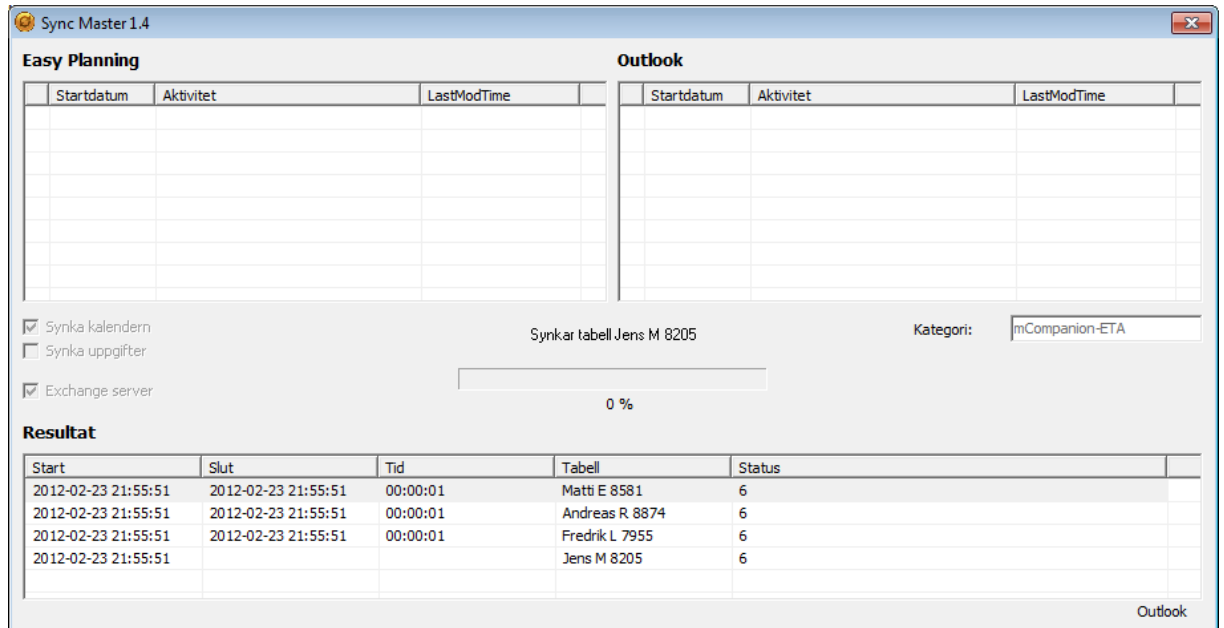 Sync Master 1.4
Easy Planning
Outlook
Startdatum Aktivitet LastModTime
Startdatum Aktivitet LastModTime
Synka kalendern
Synka uppgifter
Exchange server
Synkar tabell Jens M 8205
0 %
Kategori: mCompanion-ETA
Resultat
Start Slut Tid Tabell Status
2012-02-23 21:55:51 2012-02-23 21:55:51 00:00:01 Matti E 8581 6
2012-02-23 21:55:51 2012-02-23 21:55:51 00:00:01 Andreas R 8874 6
2012-02-23 21:55:51 2012-02-23 21:55:51 00:00:01 Fredrik L 7955 6
2012-02-23 21:55:51 Jens M 8205 6
Outlook